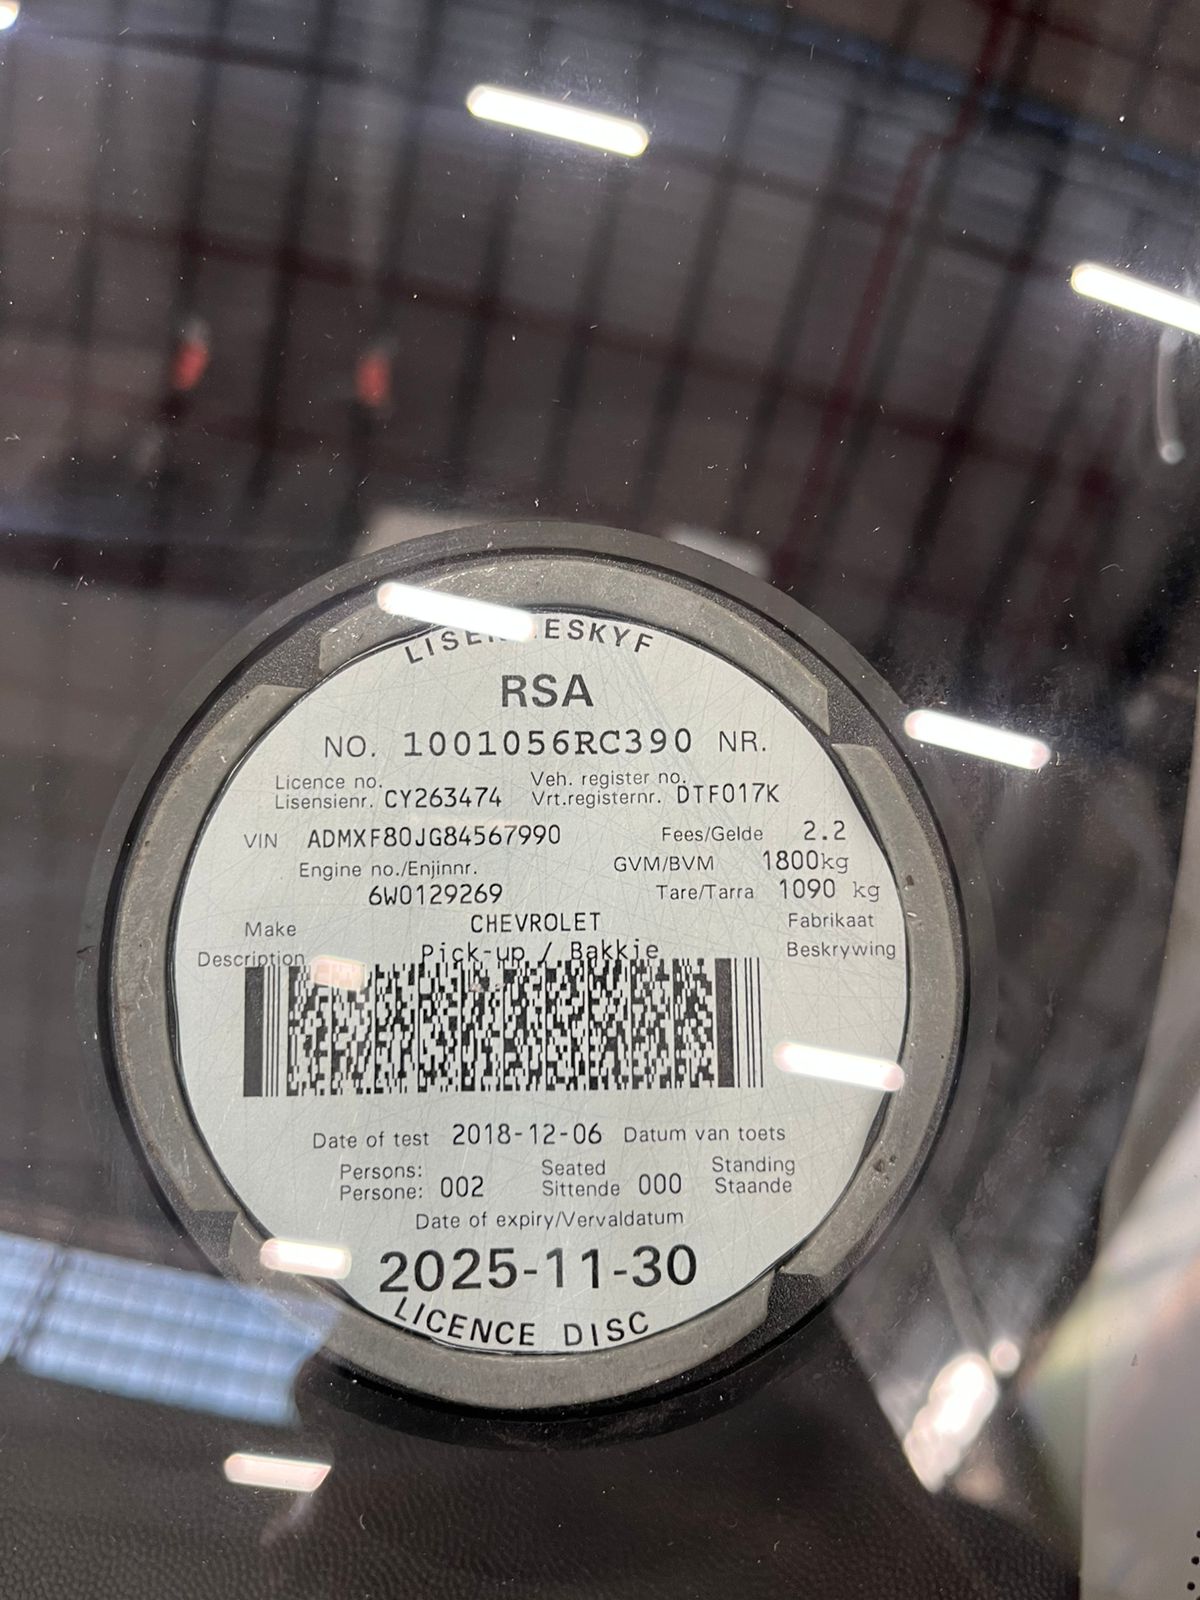 LISENSIESKYF
RSA
NO. 1001056RC390 NR.
Licence no. Veh. register no.
Lisensienr. CY263474 Vrt.registernr. DTF017K
VIN ADMXF80JG84567990 Fees/Gelde 2.2
Engine no./Enjinnr. GVM/BVM 1800kg
6W0129269 Tare/Tarra 1090 kg
Make CHEVROLET Fabrikaat
Description Pick-up / Bakkie Beskrywing
Date of test 2018-12-06 Datum van toets
Persons: Seated Standing
Persone: 002 Sittende 000 Staande
Date of expiry/Vervaldatum
2025-11-30
LICENCE DISC